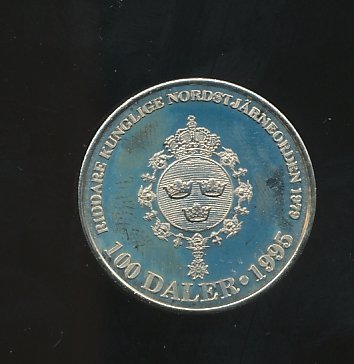 RIDDARE KUNGLIGE NORDSTJÄRNEORDEN 1879
100 DALER • 1995